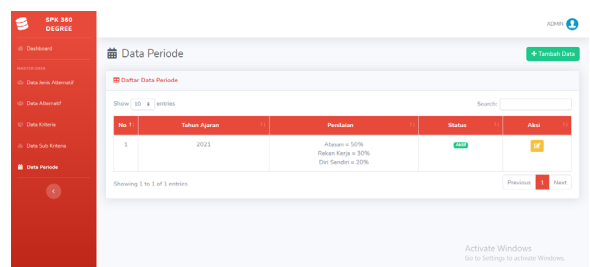 SPK 360
DEGREE
ADMIN
Dashboard
MASTER DATA
Data Jenis Alternatif
Data Alternatif
Data Kriteria
Data Sub Kriteria
Data Periode
Data Periode
+ Tambah Data
Daftar Data Periode
Show 10 entries
Search:
No Tahun Ajaran Penilaian Status Aksi
1 2021 Atasan = 50% Aktif
Rekan Kerja = 30%
Diri Sendiri = 20%
Showing 1 to 1 of 1 entries
Previous 1 Next
Activate Windows
Go to Settings to activate Windows.